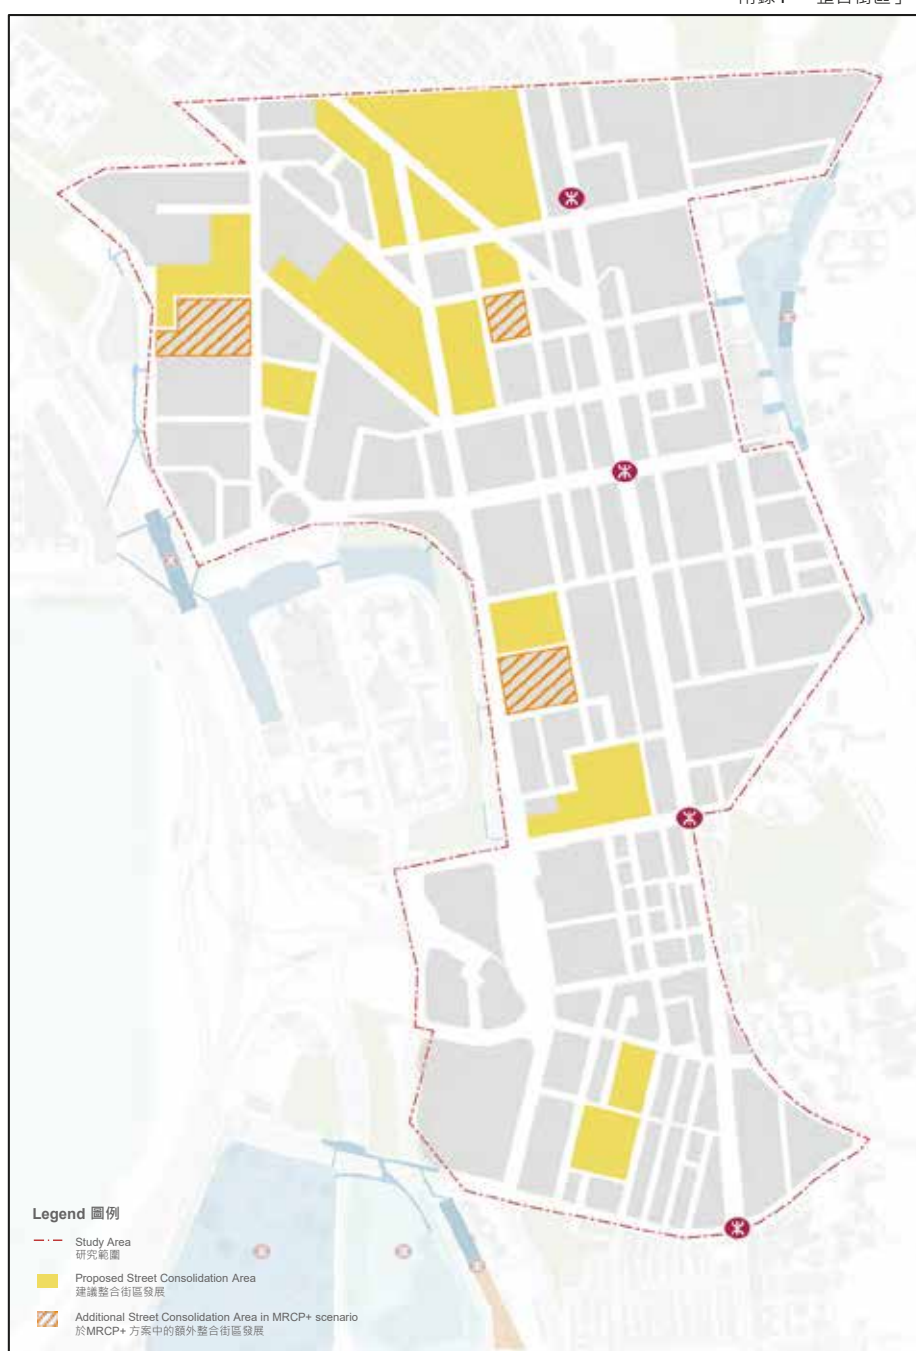 Legend 圖例
Study Area
研究範圍
Proposed Street Consolidation Area
建議整合街區發展
Additional Street Consolidation Area in MRCP+ scenario
於MRCP+ 方案中的額外整合街區發展